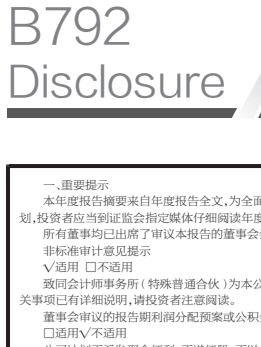 B792
Disclosure
一、重要提示
本年度报告摘要来自年度报告全文,为全面
划,投资者应当到证监会指定媒体仔细阅读年度
所有董事均已出席了审议本报告的董事会会
非标准审计意见提示
√适用 □不适用
致同会计师事务所(特殊普通合伙)为本公
关事项已有详细说明,请投资者注意阅读。
董事会审议的报告期利润分配预案或公积金
□适用√不适用